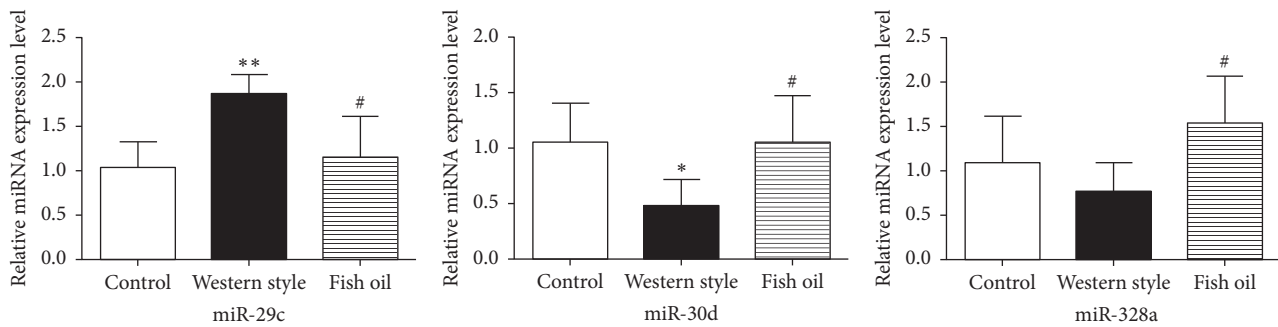 Relative miRNA expression level
2.5
2.0
1.5
1.0
0.5
0.0
**
#
Control Western style Fish oil
miR-29c
Relative miRNA expression level
2.0
1.5
1.0
0.5
0.0
*
#
Control Western style Fish oil
miR-30d
Relative miRNA expression level
2.5
2.0
1.5
1.0
0.5
0.0
#
Control Western style Fish oil
miR-328a